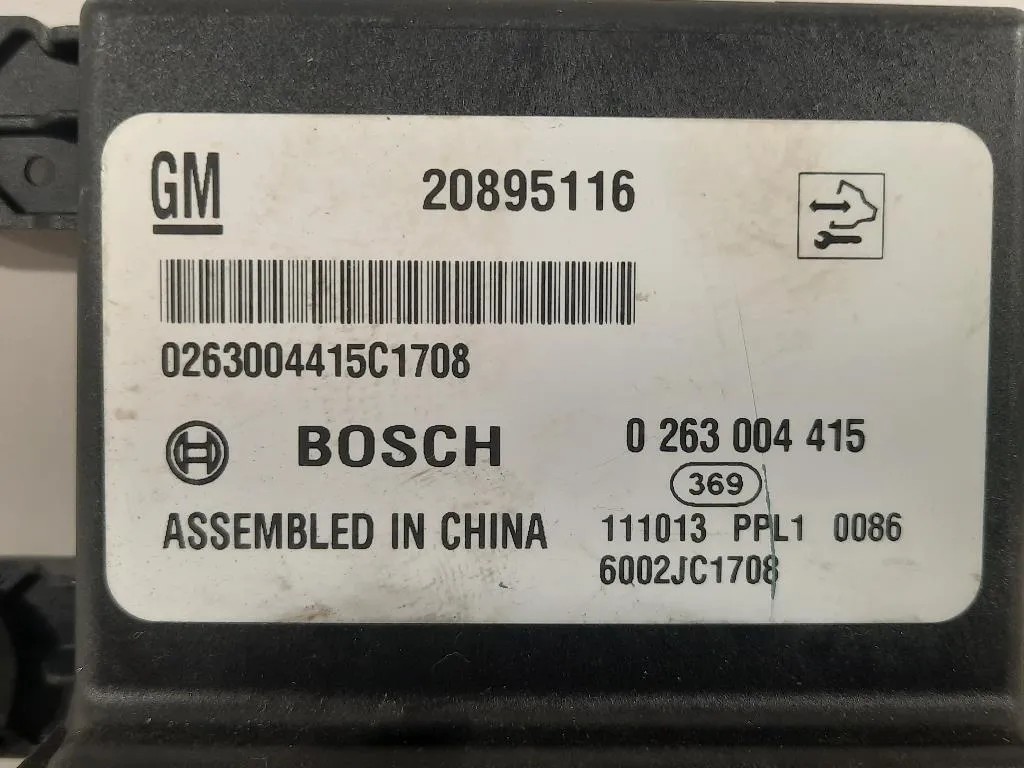 GM 20895116
0263004415C1708
BOSCH 0 263 004 415
369
ASSEMBLED IN CHINA 111013 PPL1 0086
6002JC1708